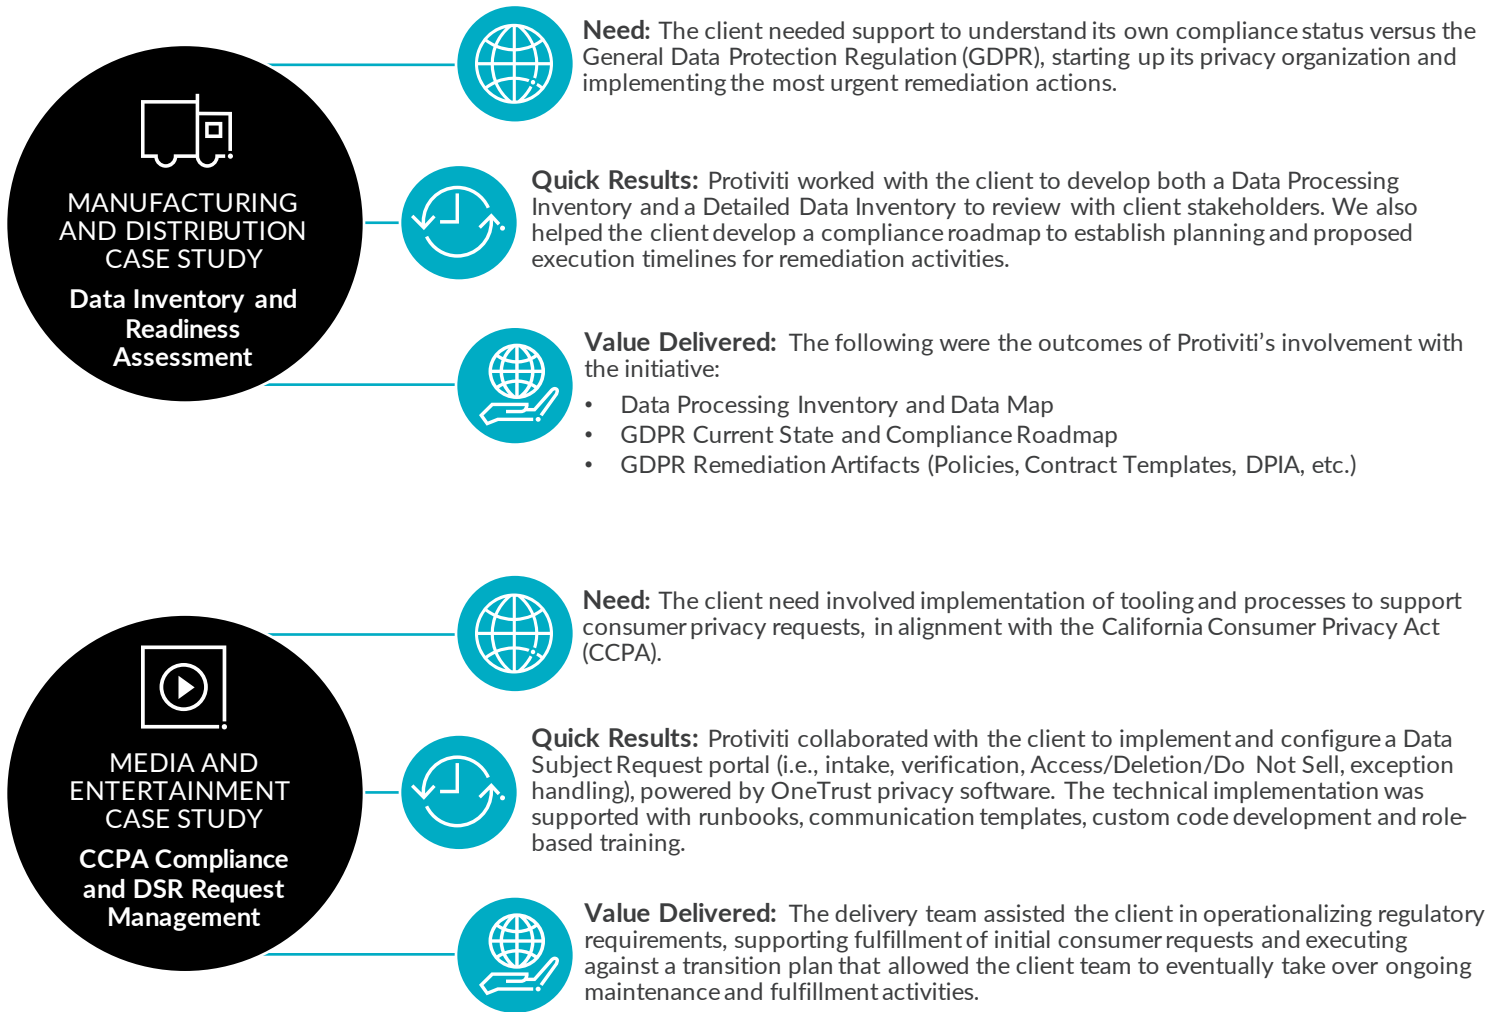 MANUFACTURING
AND DISTRIBUTION
CASE STUDY
Data Inventory and
Readiness
Assessment
Need: The client needed support to understand its own compliance status versus the
General Data Protection Regulation (GDPR), starting up its privacy organization and
implementing the most urgent remediation actions.
Quick Results: Protiviti worked with the client to develop both a Data Processing
Inventory and a Detailed Data Inventory to review with client stakeholders. We also
helped the client develop a compliance roadmap to establish planning and proposed
execution timelines for remediation activities.
Value Delivered: The following were the outcomes of Protiviti’s involvement with
the initiative:
• Data Processing Inventory and Data Map
• GDPR Current State and Compliance Roadmap
• GDPR Remediation Artifacts (Policies, Contract Templates, DPIA, etc.)
MEDIA AND
ENTERTAINMENT
CASE STUDY
CCPA Compliance
and DSR Request
Management
Need: The client need involved implementation of tooling and processes to support
consumer privacy requests, in alignment with the California Consumer Privacy Act
(CCPA).
Quick Results: Protiviti collaborated with the client to implement and configure a Data
Subject Request portal (i.e., intake, verification, Access/Deletion/Do Not Sell, exception
handling), powered by OneTrust privacy software. The technical implementation was
supported with runbooks, communication templates, custom code development and role-
based training.
Value Delivered: The delivery team assisted the client in operationalizing regulatory
requirements, supporting fulfillment of initial consumer requests and executing
against a transition plan that allowed the client team to eventually take over ongoing
maintenance and fulfillment activities.